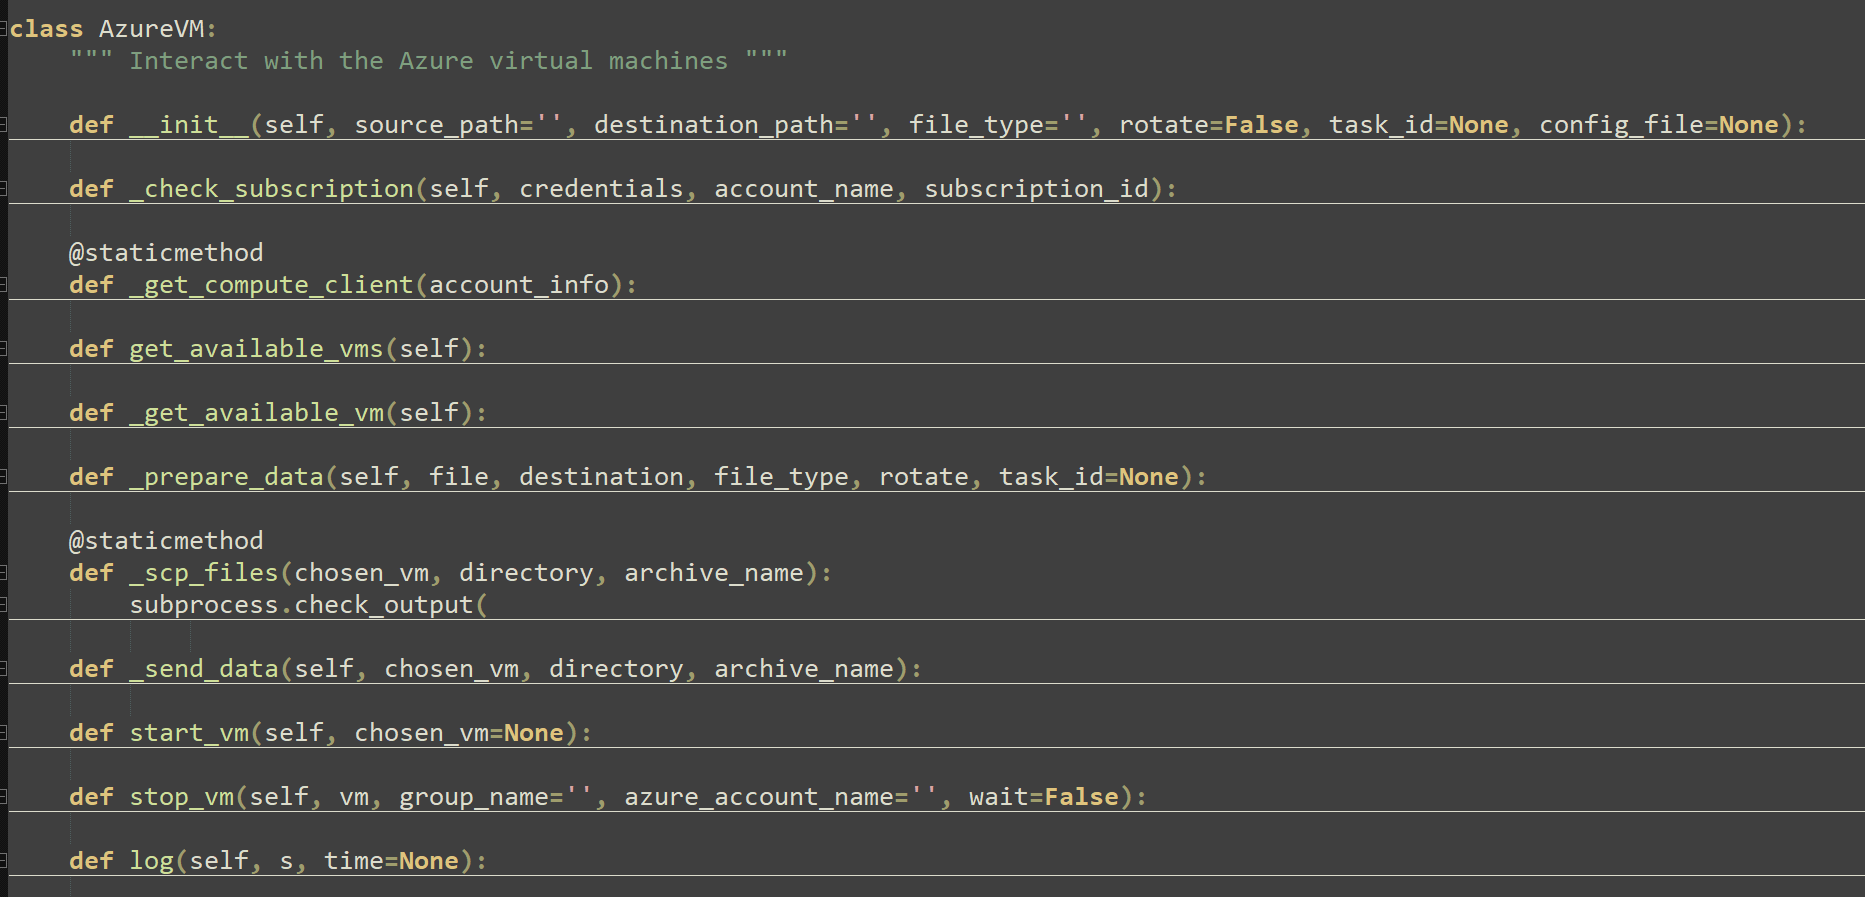 class AzureVM:
    """ Interact with the Azure virtual machines """
    def __init__(self, source_path='', destination_path='', file_type='', rotate=False, task_id=None, config_file=None):
    def _check_subscription(self, credentials, account_name, subscription_id):
    @staticmethod
    def _get_compute_client(account_info):
    def get_available_vms(self):
    def _get_available_vm(self):
    def _prepare_data(self, file, destination, file_type, rotate, task_id=None):
    @staticmethod
    def _scp_files(chosen_vm, directory, archive_name):
        subprocess.check_output(
    def _send_data(self, chosen_vm, directory, archive_name):
    def start_vm(self, chosen_vm=None):
    def stop_vm(self, vm, group_name='', azure_account_name='', wait=False):
    def log(self, s, time=None):